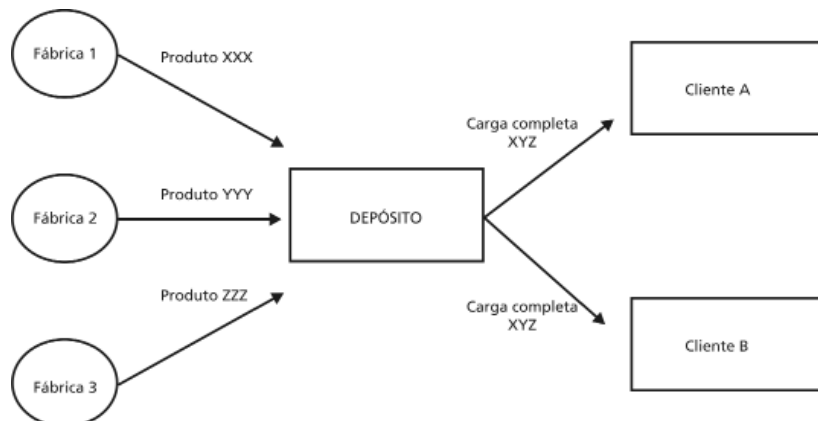 Fábrica 1
Produto XXX
Cliente A
Carga completa
XYZ
Fábrica 2
Produto YYY
DEPÓSITO
Produto ZZZ
Carga completa
XYZ
Cliente B
Fábrica 3